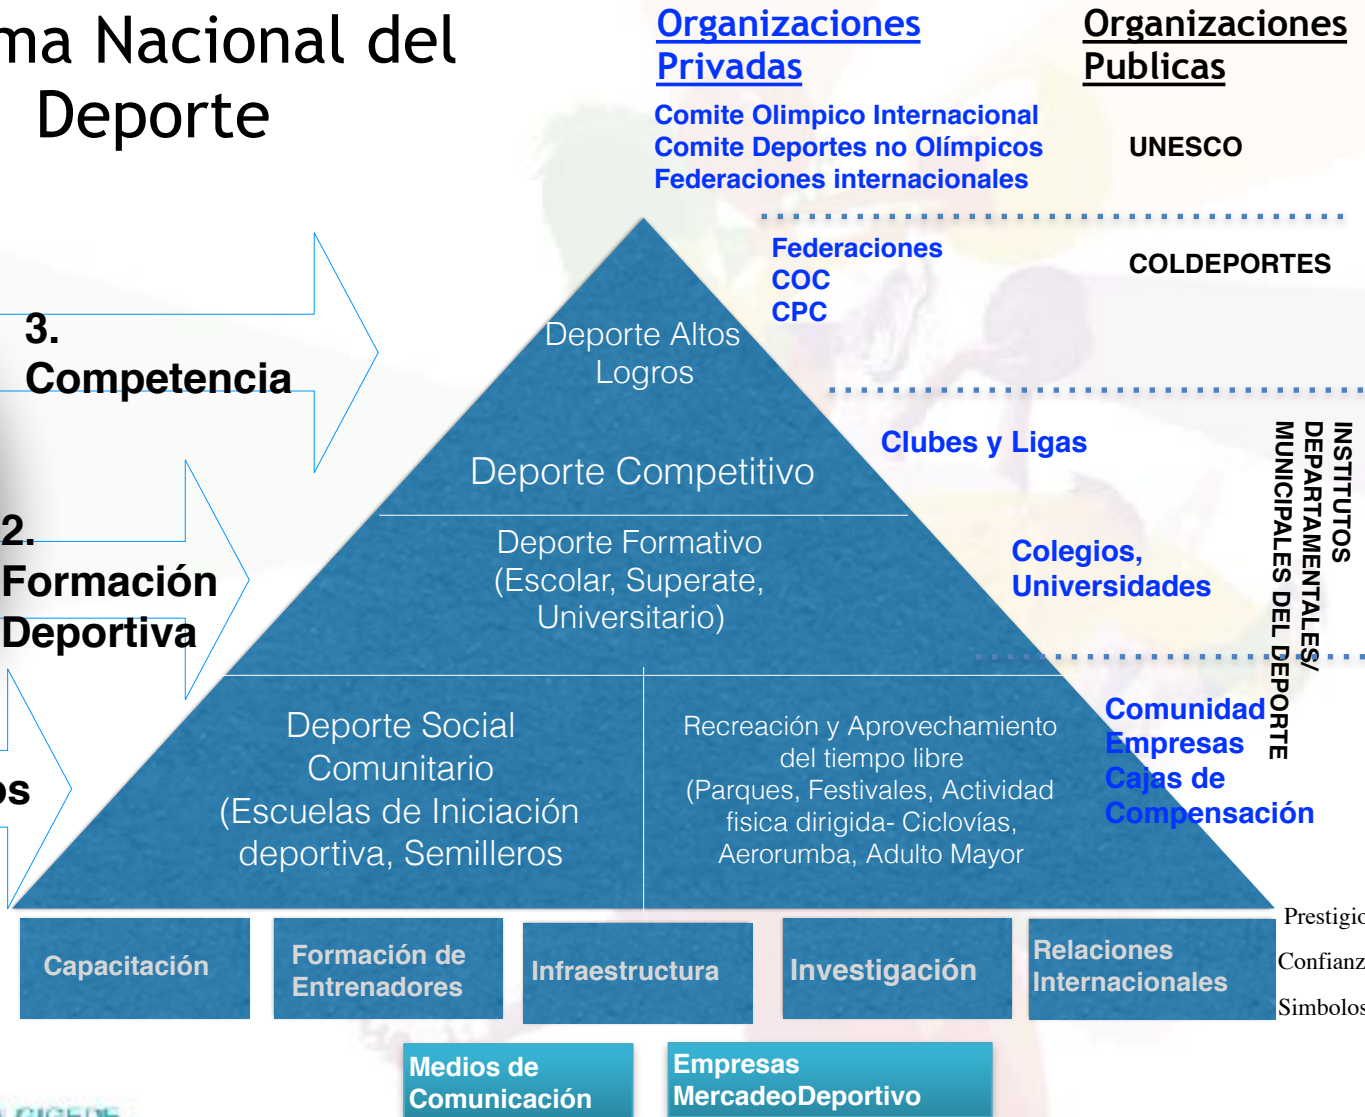 ma Nacional del
Deporte
Organizaciones
Privadas
Organizaciones
Publicas
Comite Olimpico Internacional
Comite Deportes no Olímpicos
Federaciones internacionales
UNESCO
Federaciones
COC
CPC
COLDEPORTES
3.
Competencia
Deporte Altos
Logros
Clubes y Ligas
Deporte Competitivo
INSTITUTOS
DEPARTAMENTALES/
MUNICIPALES DEL DEPORTE
2.
Formación
Deportiva
Deporte Formativo
(Escolar, Superate,
Universitario)
Colegios,
Universidades
os
Deporte Social
Comunitario
(Escuelas de Iniciación
deportiva, Semilleros
Recreación y Aprovechamiento
del tiempo libre
(Parques, Festivales, Actividad
fisica dirigida- Ciclovías,
Aerorumba, Adulto Mayor
Comunidad
Empresas
Cajas de
Compensación
Capacitación
Formación de
Entrenadores
Infraestructura
Investigación
Relaciones
Internacionales
Prestigio
Confianz
Simbolos
Medios de
Comunicación
Empresas
MercadeoDeportivo